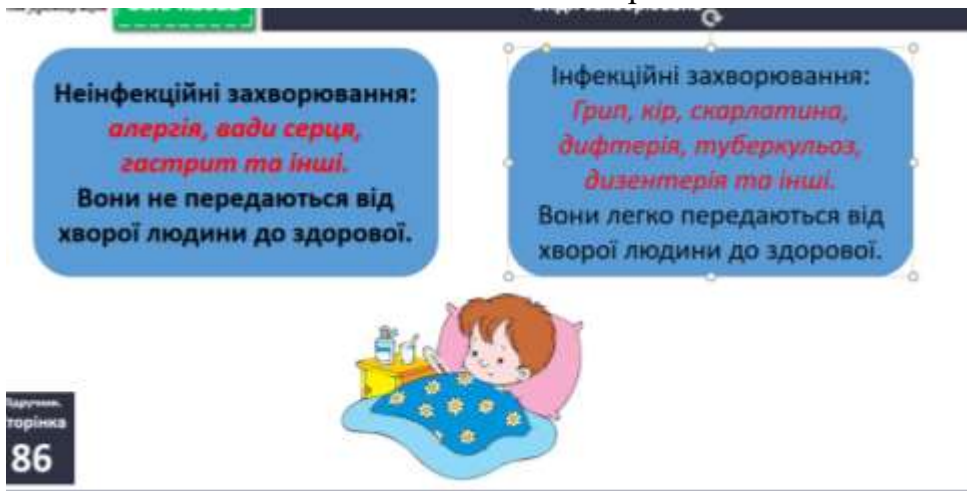 Неінфекційні захворювання:
алергія, вади серця,
гастрит та інші.
Вони не передаються від
хворої людини до здорової.
Інфекційні захворювання:
Грип, кір, скарлатина,
дифтерія, туберкульоз,
дизентерія та інші.
Вони легко передаються від
хворої людини до здорової.
Підручник.
торінка
86